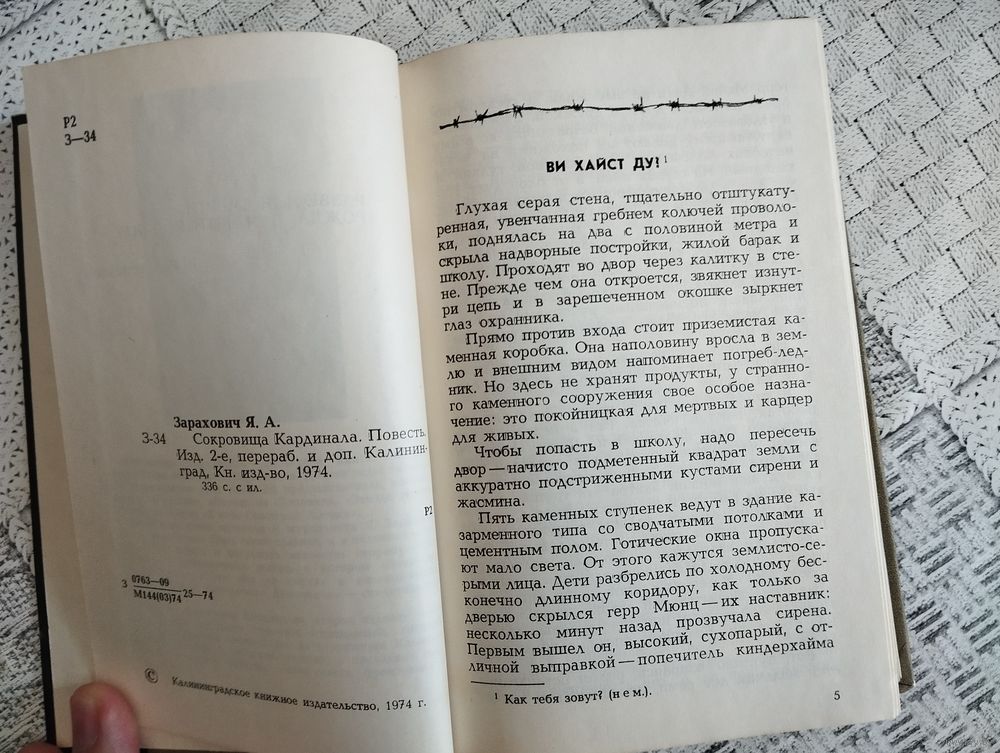 Р2
З—34
Зарахович Я. А.
З-34 Сокровища Кардинала. Повесть.
Изд. 2-е, перераб. и доп. Калинин-
град, Кн. изд-во, 1974.
336 с. с ил.
Р2
З 0763—09
М144(03)74 25—74
© Калининградское книжное издательство, 1974 г.
ВИ ХАЙСТ ДУ? 1
Глухая серая стена, тщательно отштукату-
ренная, увенчанная гребнем колючей проволо-
ки, поднялась на два с половиной метра и
скрыла надворные постройки, жилой барак и
школу. Проходят во двор через калитку в сте-
не. Прежде чем она откроется, звякнет изнут-
ри цепь и в зарешеченном окошке зыркнет
глаз охранника.
Прямо против входа стоит приземистая ка-
менная коробка. Она наполовину вросла в зем-
лю и внешним видом напоминает погреб-лед-
ник. Но здесь не хранят продукты, у странно-
го каменного сооружения свое особое назна-
чение: это покойницкая для мертвых и карцер
для живых.
Чтобы попасть в школу, надо пересечь
двор — начисто подметенный квадрат земли с
аккуратно подстриженными кустами сирени и
жасмина.
Пять каменных ступенек ведут в здание ка-
зарменного типа со сводчатыми потолками и
цементным полом. Готические окна пропуска-
ют мало света. От этого кажутся землисто-се-
рыми лица. Дети разбрелись по холодному бес-
конечно длинному коридору, как только за
дверью скрылся герр Мюнц — их наставник:
несколько минут назад прозвучала сирена.
Первым вышел он, высокий, сухопарый, с от-
личной выправкой — попечитель киндерхайма
1 Как тебя зовут? (нем.).
5